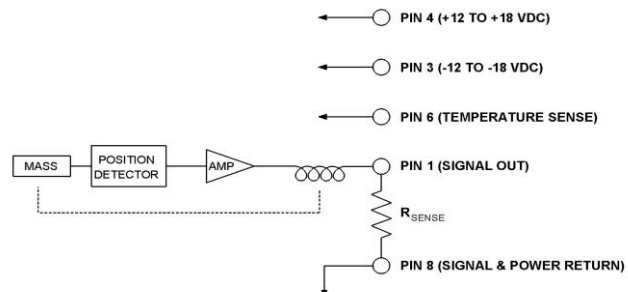 PIN 4 (+12 TO +18 VDC)
PIN 3 (-12 TO -18 VDC)
PIN 6 (TEMPERATURE SENSE)
MASS
POSITION
DETECTOR
AMP
PIN 1 (SIGNAL OUT)
RSENSE
PIN 8 (SIGNAL & POWER RETURN)